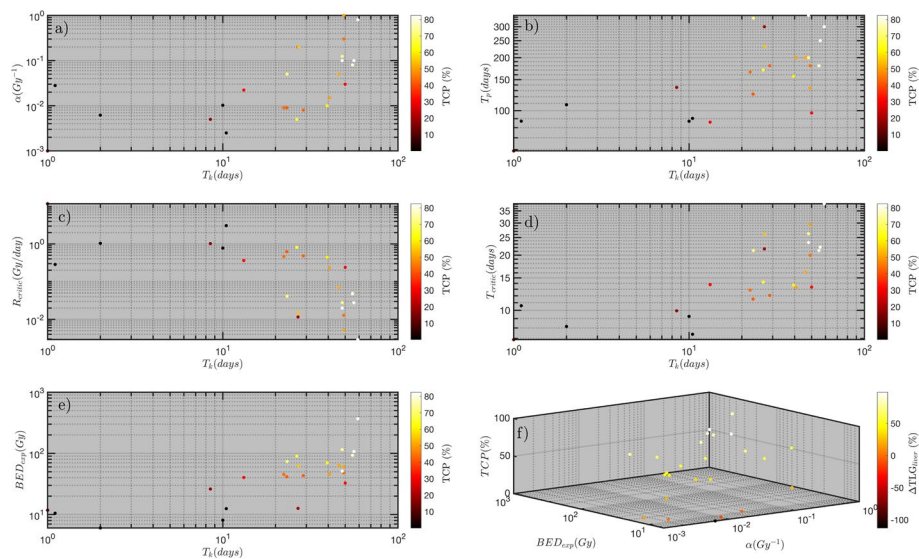 a)
α(Gy⁻¹)
10⁰
10⁻¹
10⁻²
10⁻³
10⁰ 10¹ 10²
T_k(days)
80
70
60
50
40
30
20
10
TCP (%)
b)
T_p(days)
300
200
150
100
10⁰ 10¹ 10²
T_k(days)
80
70
60
50
40
30
20
10
TCP (%)
c)
R_critic(Gy/day)
10⁰
10⁻¹
10⁻²
10⁰ 10¹ 10²
T_k(days)
80
70
60
50
40
30
20
10
TCP (%)
d)
T_critic(days)
35
30
25
20
15
10
10⁰ 10¹ 10²
T_k(days)
80
70
60
50
40
30
20
10
TCP (%)
e)
BED_exp(Gy)
10³
10²
10¹
10⁰ 10¹ 10²
T_k(days)
80
70
60
50
40
30
20
10
TCP (%)
f)
TCP(%)
100
50
0
10³
10²
10¹
BED_exp(Gy)
10⁻³
10⁻²
10⁻¹
10⁰
α(Gy⁻¹)
50
0
-50
-100
ΔTLG_liver (%)